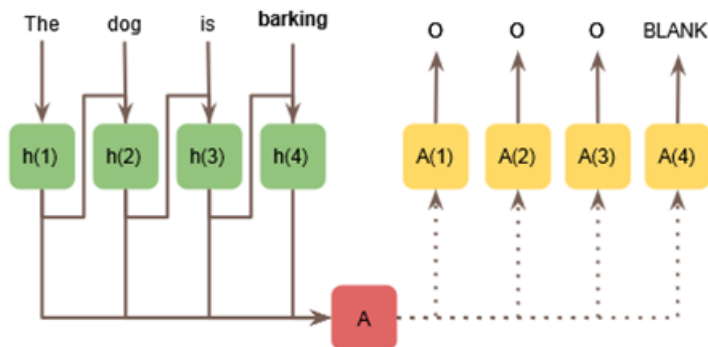 The dog is barking O O O BLANK
h(1) h(2) h(3) h(4) A(1) A(2) A(3) A(4)
A